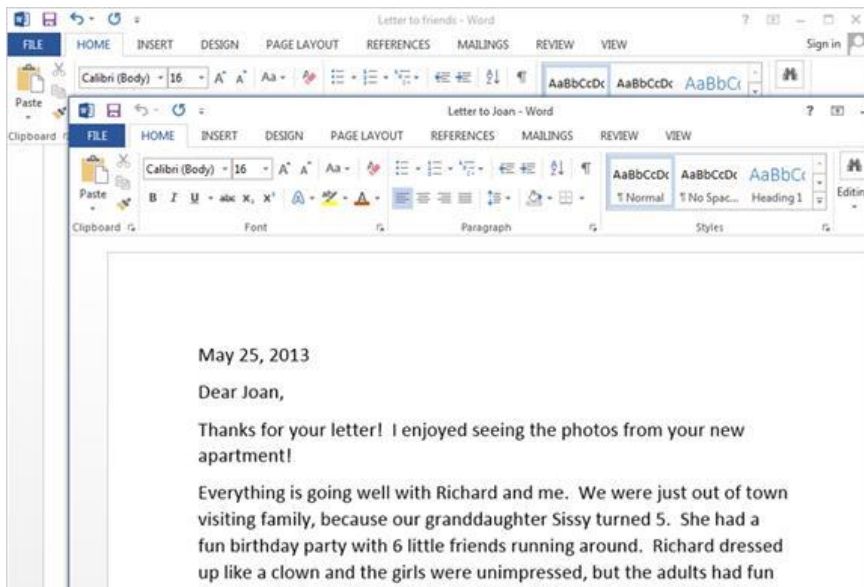 Letter to friends - Word
FILE HOME INSERT DESIGN PAGE LAYOUT REFERENCES MAILINGS REVIEW VIEW Sign in
Calibri (Body) 16 A A Aa AaBbCcDc AaBbCcDc AaBbCc
Paste
Clipboard
Letter to Joan - Word
FILE HOME INSERT DESIGN PAGE LAYOUT REFERENCES MAILINGS REVIEW VIEW
Calibri (Body) 16 A A Aa AaBbCcDc AaBbCcDc AaBbCc
Paste B I U abc x, x² A A ¶ Normal ¶ No Spac... Heading 1 Editin
Clipboard Font Paragraph Styles
May 25, 2013
Dear Joan,
Thanks for your letter!  I enjoyed seeing the photos from your new
apartment!
Everything is going well with Richard and me.  We were just out of town
visiting family, because our granddaughter Sissy turned 5.  She had a
fun birthday party with 6 little friends running around.  Richard dressed
up like a clown and the girls were unimpressed, but the adults had fun